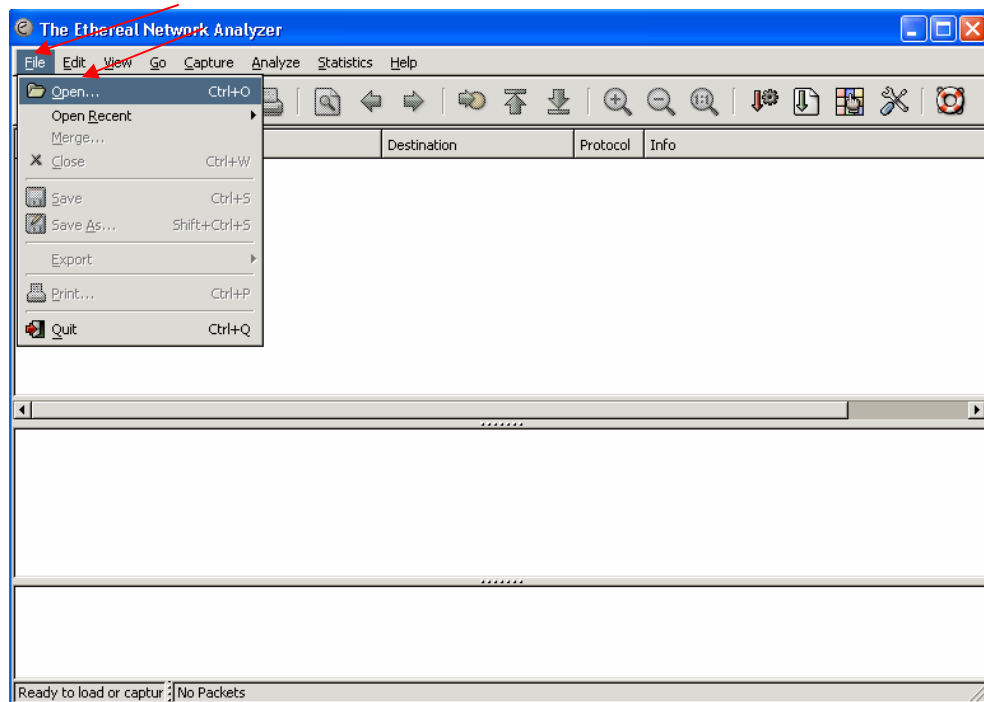 The Ethereal Network Analyzer
File Edit View Go Capture Analyze Statistics Help
Open... Ctrl+O
Open Recent
Merge...
Close Ctrl+W
Save Ctrl+S
Save As... Shift+Ctrl+S
Export
Print... Ctrl+P
Quit Ctrl+Q
1:1
Destination Protocol Info
Ready to load or captur No Packets